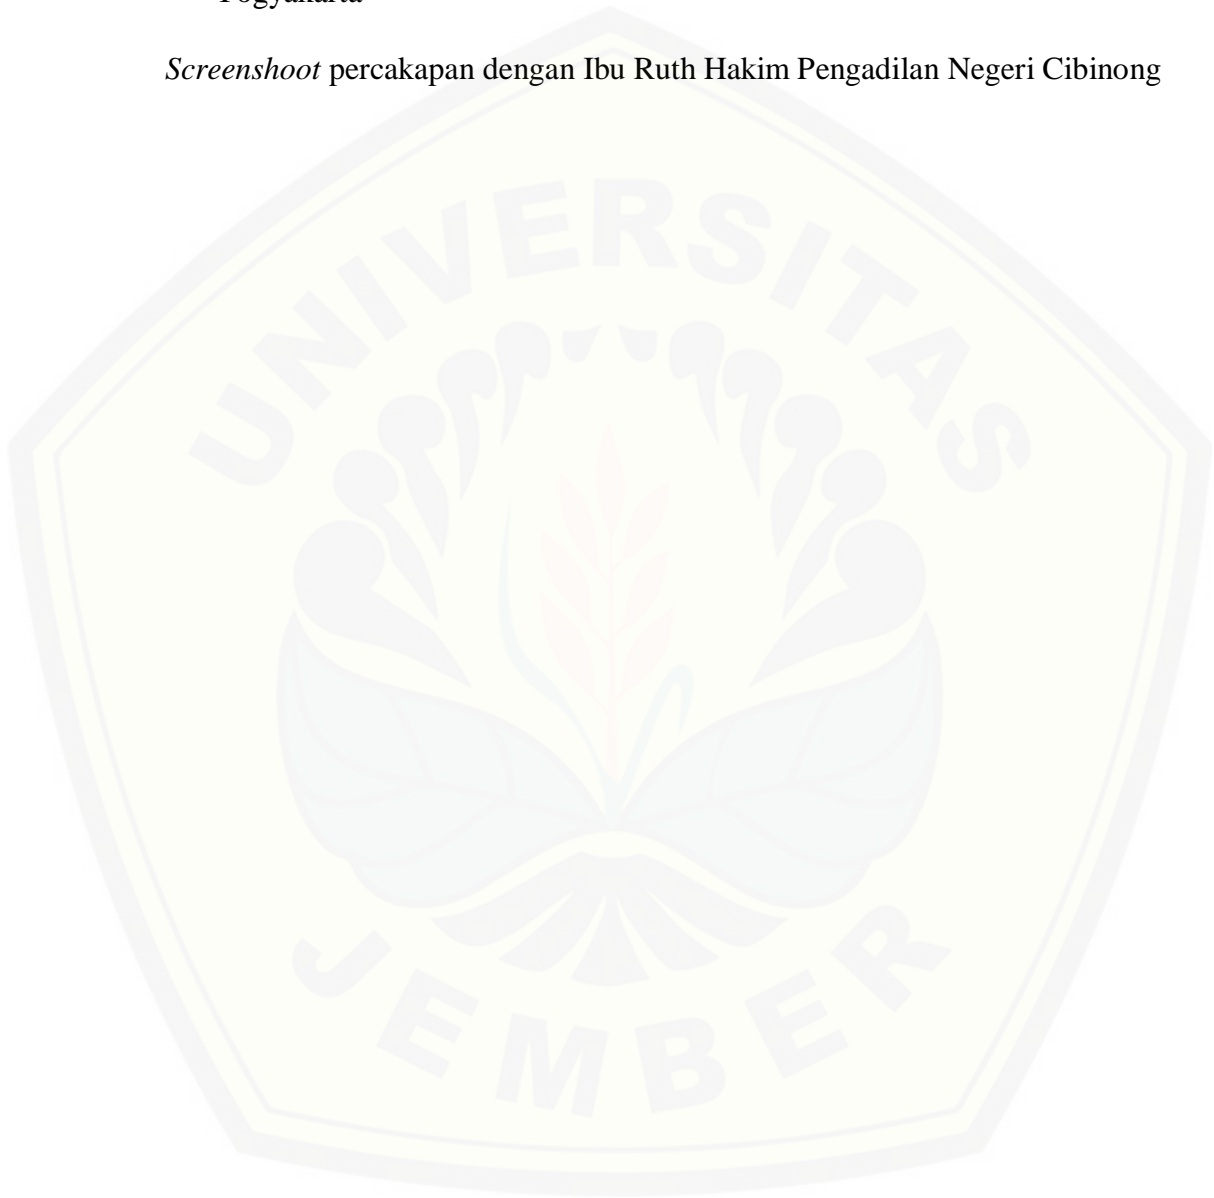 Yogyakarta
Screenshoot percakapan dengan Ibu Ruth Hakim Pengadilan Negeri Cibinong
UNIVERSITAS
JEMBER